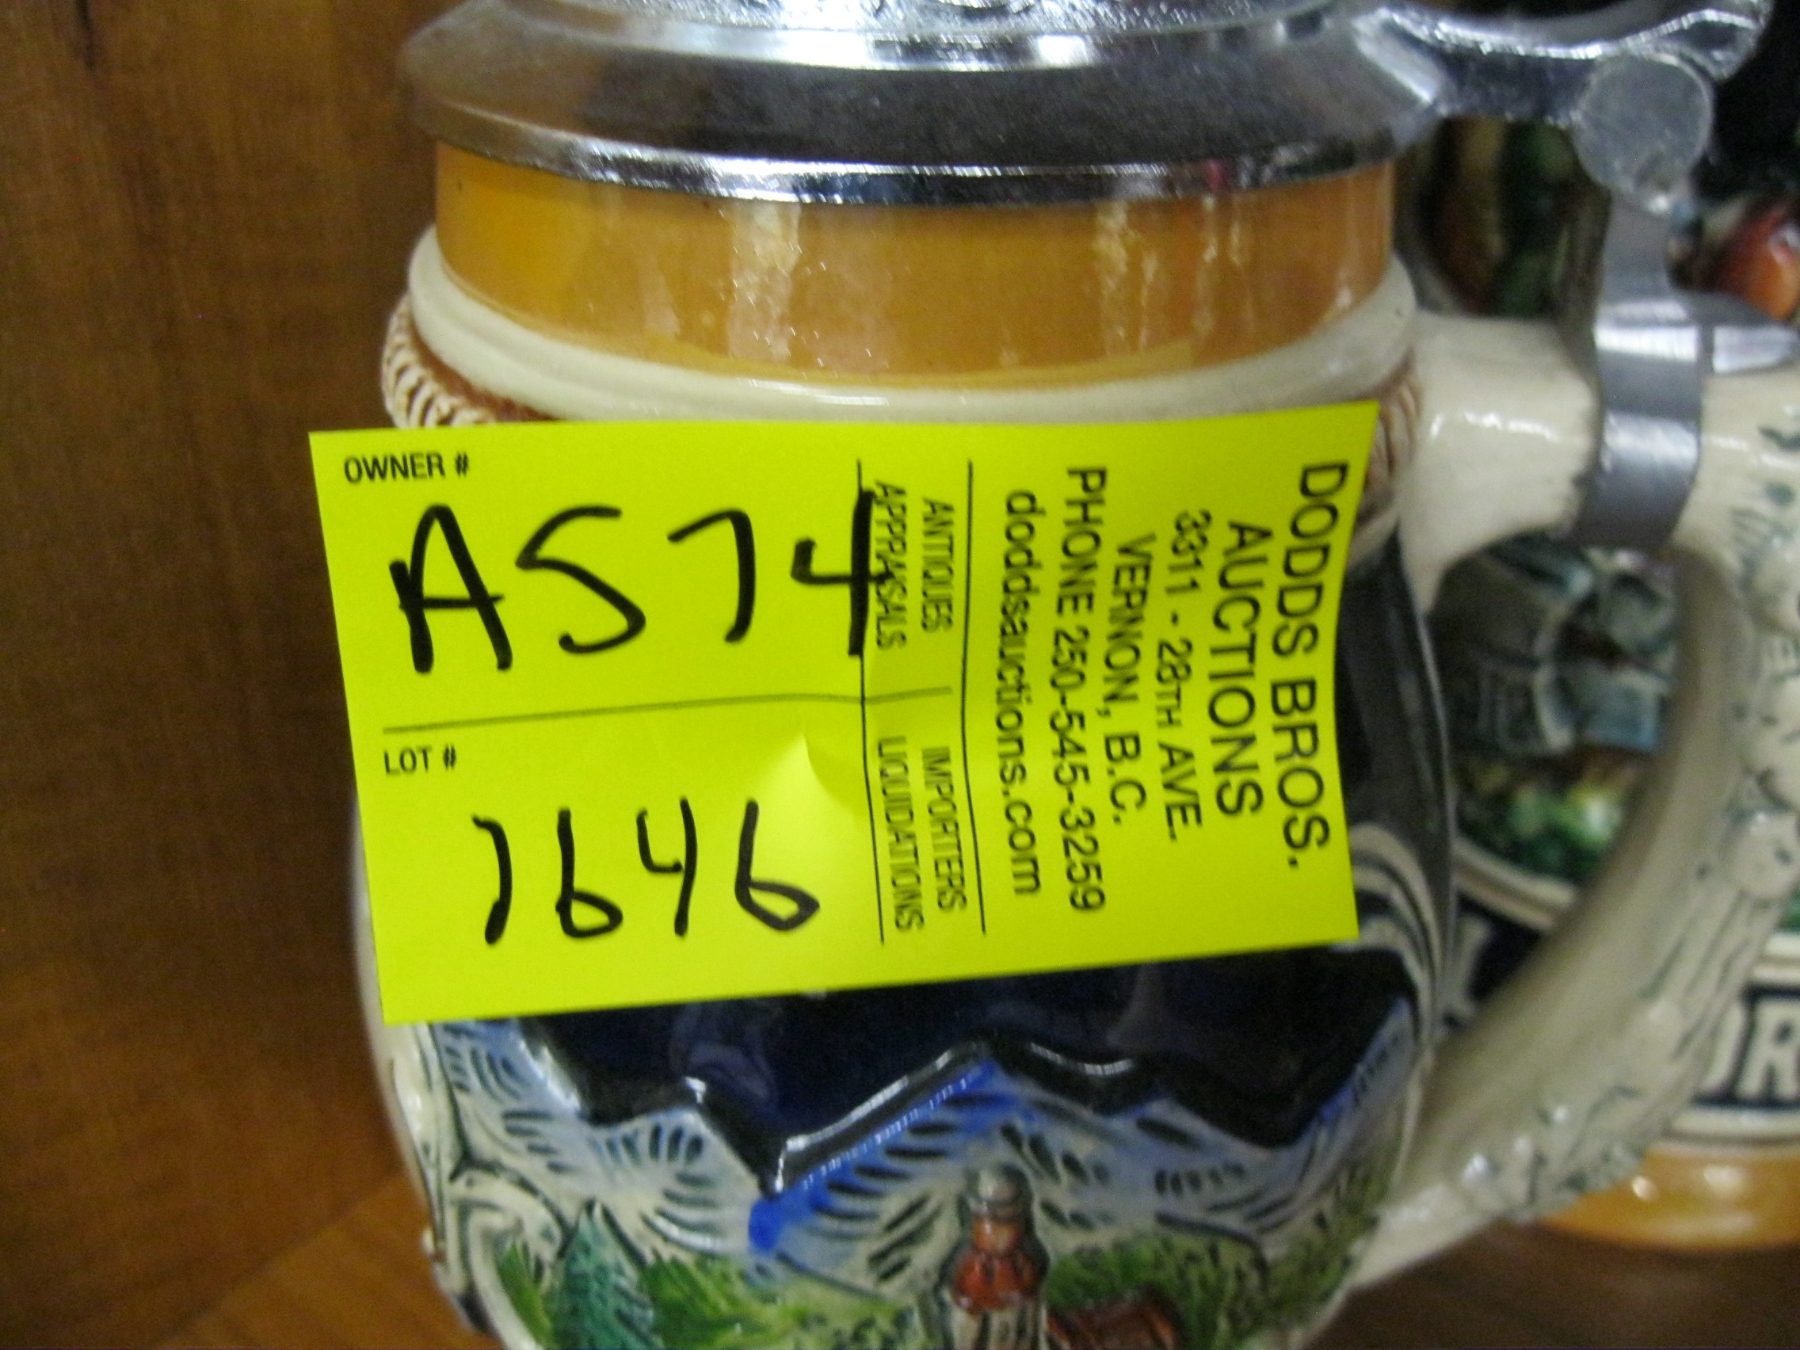 OWNER #
A574
LOT #
1646
ANTIQUES IMPORTERS
APPRAISALS LIQUIDATIONS
DODDS BROS.
AUCTIONS
3311 - 28TH AVE.
VERNON, B.C.
PHONE 250-545-3259
doddsauctions.com